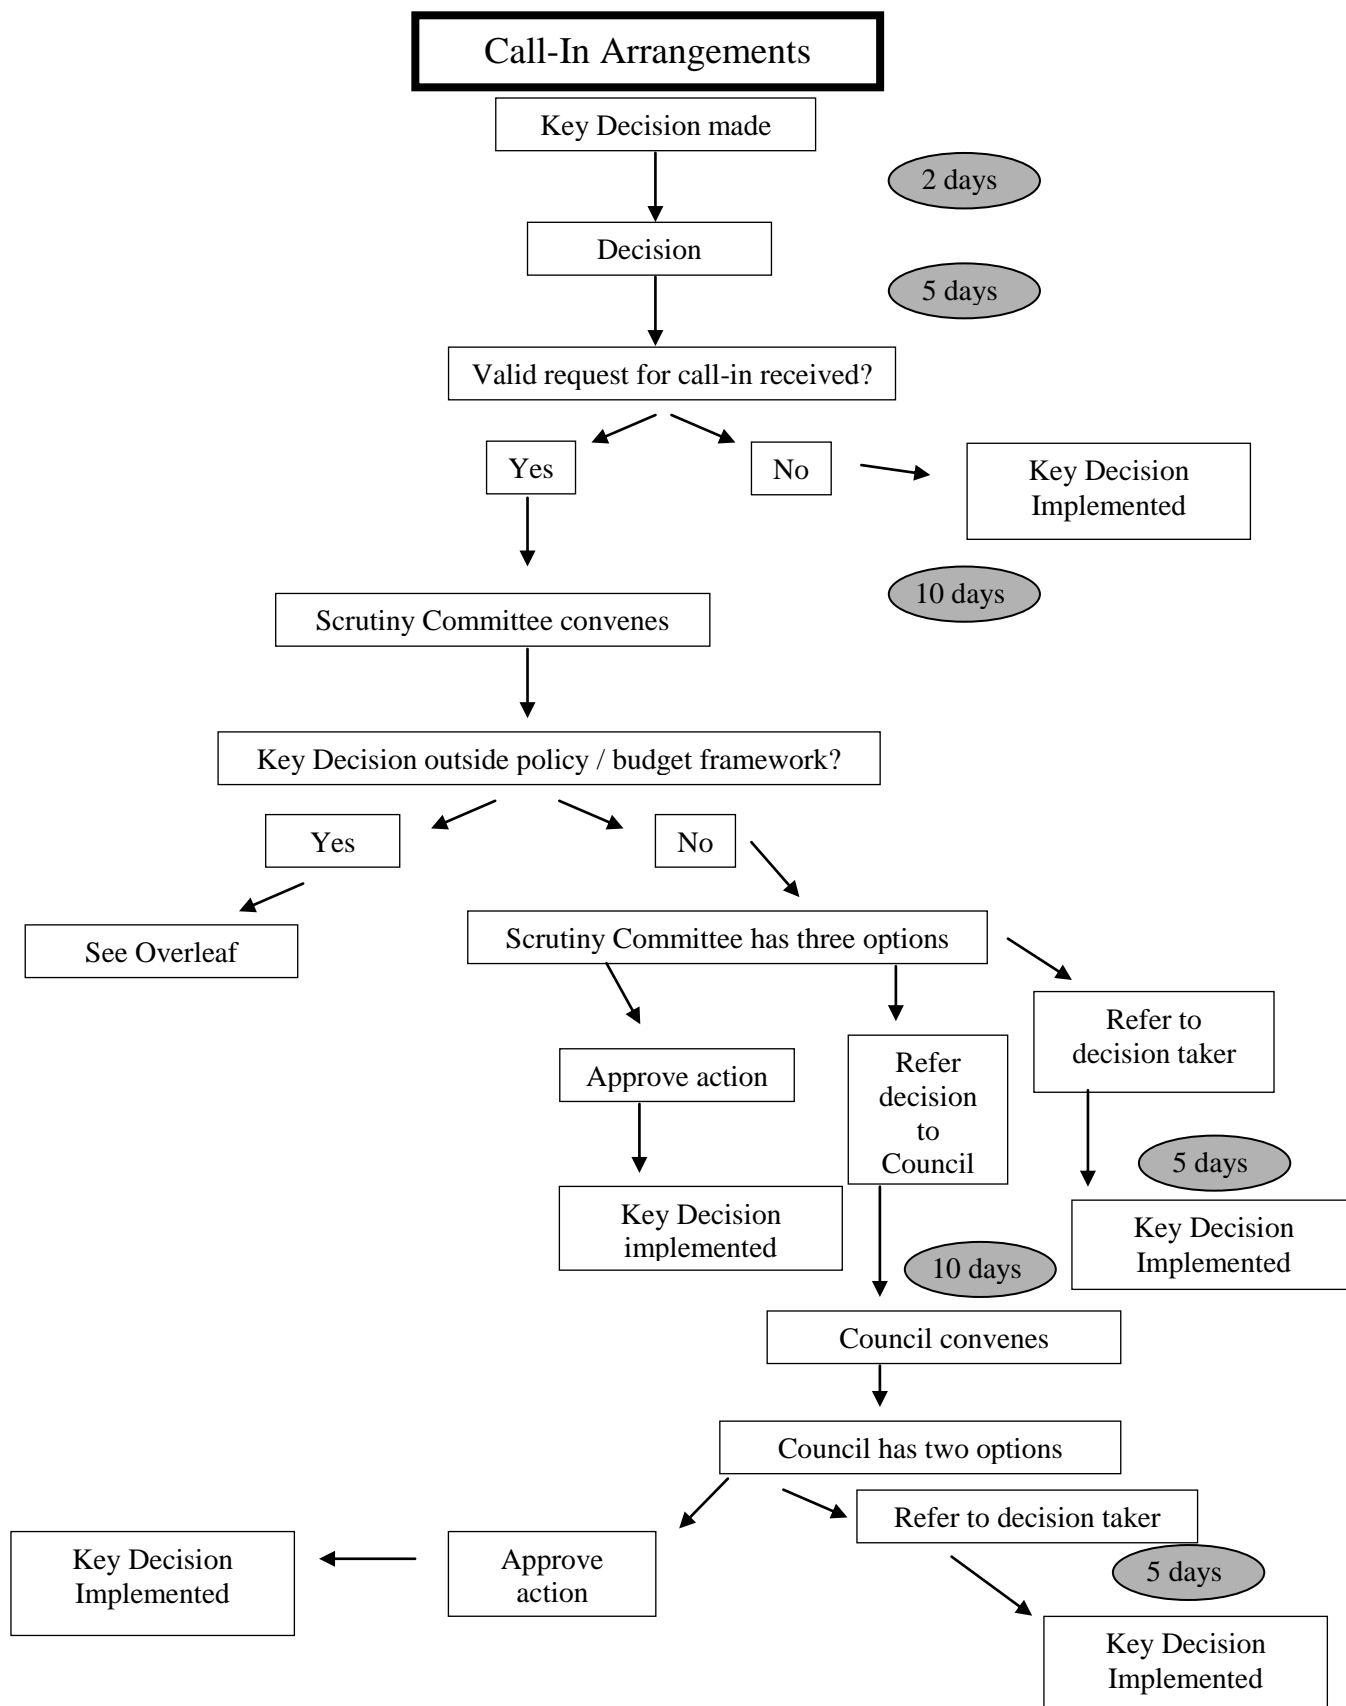 Call-In Arrangements
Key Decision made
2 days
Decision
5 days
Valid request for call-in received?
Yes
No
Key Decision
Implemented
10 days
Scrutiny Committee convenes
Key Decision outside policy / budget framework?
Yes
No
See Overleaf
Scrutiny Committee has three options
Refer to
decision taker
Approve action
Refer
decision
to
Council
5 days
Key Decision
implemented
Key Decision
Implemented
10 days
Council convenes
Council has two options
Refer to decision taker
Key Decision
Implemented
Approve
action
5 days
Key Decision
Implemented